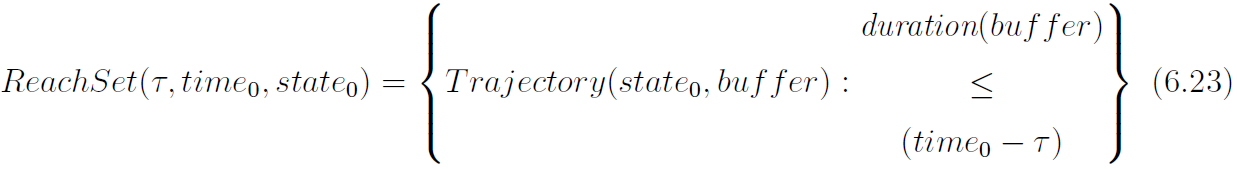 duration(buffer)
ReachSet(τ, time₀, state₀) = { Trajectory(state₀, buffer) : ≤ } (6.23)
(time₀ − τ)